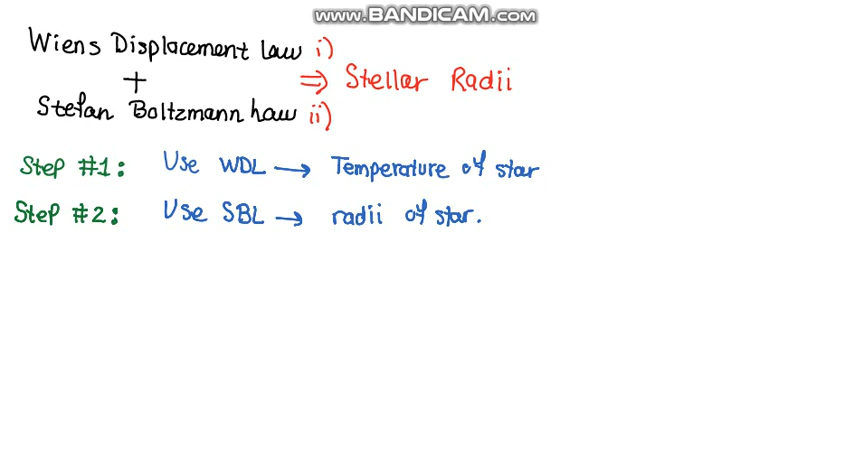 www.BANDICAM.com
Wiens Displacement Law i)
+
⇒ Stellar Radii
Stefan Boltzmann Law ii)
Step #1: Use WDL → Temperature of star
Step #2: Use SBL → radii of star.